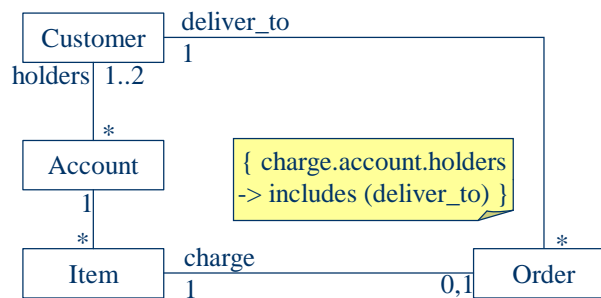 deliver_to
Customer
1
holders 1..2
*
Account
{ charge.account.holders
-> includes (deliver_to) }
1
*
charge
*
Item
Order
1
0,1